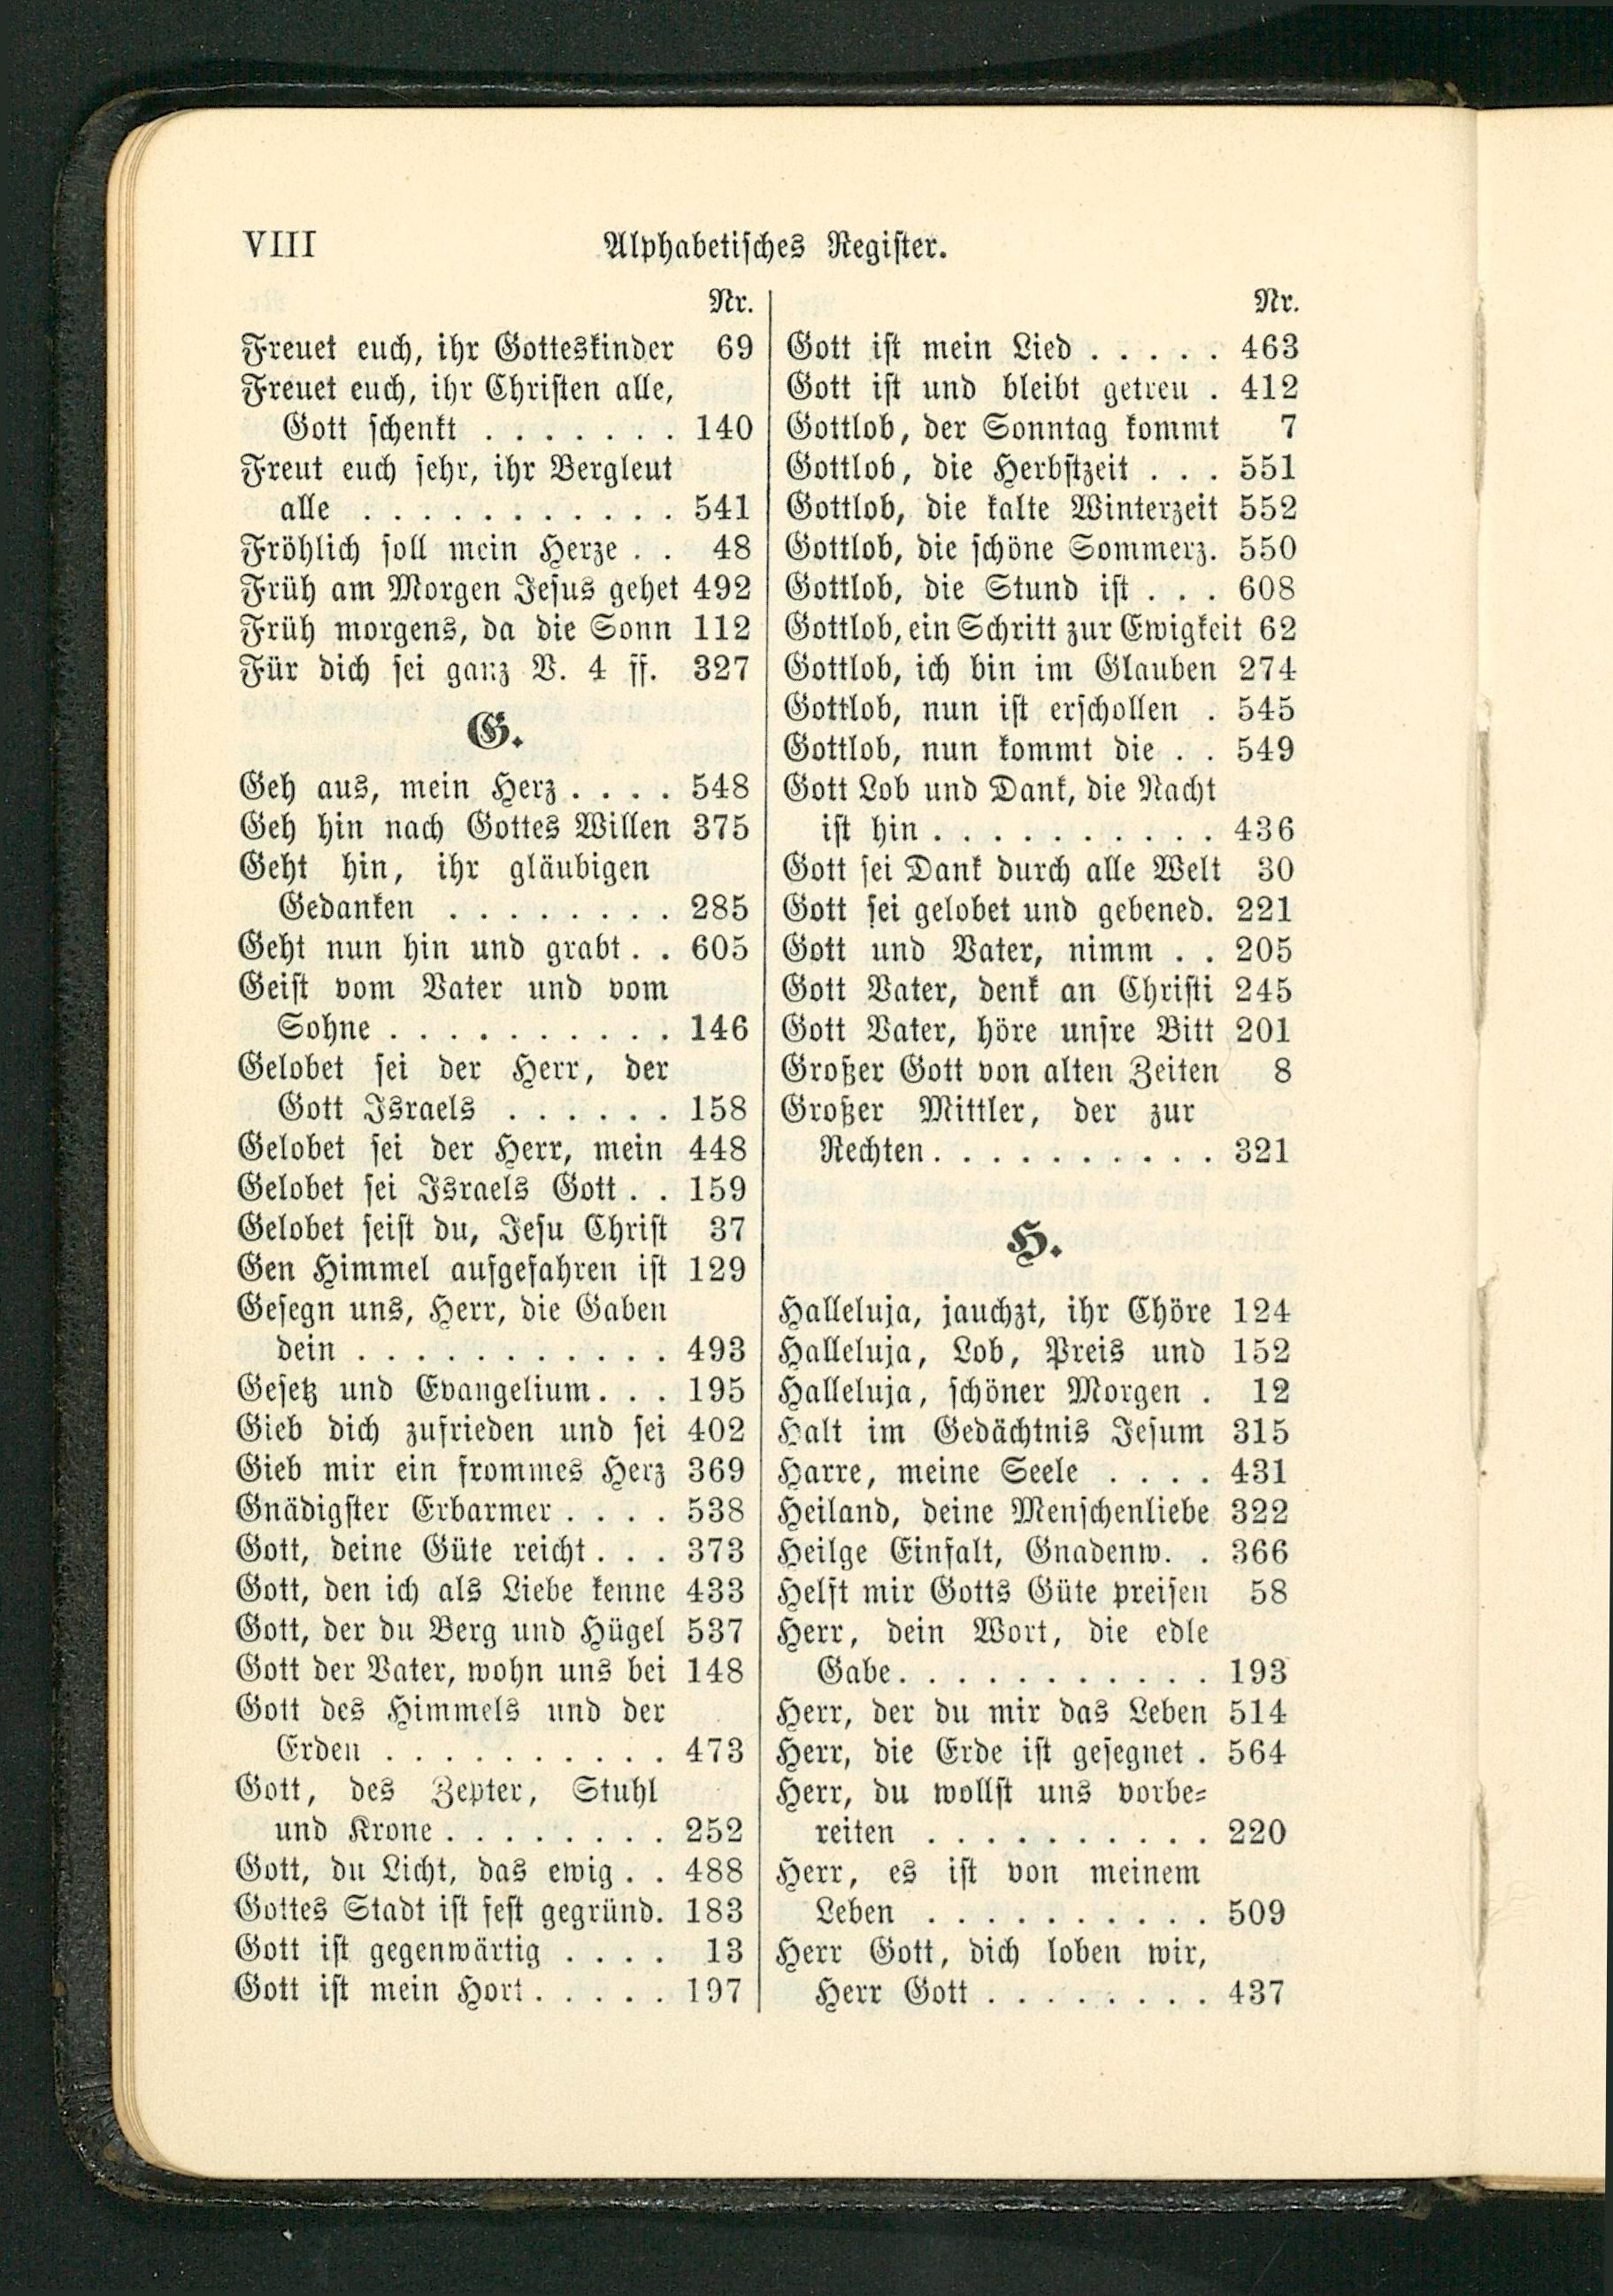 VIII Alphabetisches Register.
Nr.
Freuet euch, ihr Gotteskinder 69
Freuet euch, ihr Christen alle,
Gott schenkt . . . . . . . 140
Freut euch sehr, ihr Bergleut
alle . . . . . . . . . . . 541
Fröhlich soll mein Herze . . 48
Früh am Morgen Jesus gehet 492
Früh morgens, da die Sonn 112
Für dich sei ganz V. 4 ff. 327
G.
Geh aus, mein Herz . . . . 548
Geh hin nach Gottes Willen 375
Geht hin, ihr gläubigen
Gedanken . . . . . . . . 285
Geht nun hin und grabt . . 605
Geist vom Vater und vom
Sohne . . . . . . . . . . 146
Gelobet sei der Herr, der
Gott Israels . . . . . . 158
Gelobet sei der Herr, mein 448
Gelobet sei Israels Gott . . 159
Gelobet seist du, Jesu Christ 37
Gen Himmel aufgefahren ist 129
Gesegn uns, Herr, die Gaben
dein . . . . . . . . . . . 493
Gesetz und Evangelium . . . 195
Gieb dich zufrieden und sei 402
Gieb mir ein frommes Herz 369
Gnädigster Erbarmer . . . . 538
Gott, deine Güte reicht . . . 373
Gott, den ich als Liebe kenne 433
Gott, der du Berg und Hügel 537
Gott der Vater, wohn uns bei 148
Gott des Himmels und der
Erden . . . . . . . . . . 473
Gott, des Zepter, Stuhl
und Krone . . . . . . . . 252
Gott, du Licht, das ewig . . 488
Gottes Stadt ist fest gegründ. 183
Gott ist gegenwärtig . . . . 13
Gott ist mein Hort . . . . . 197
Nr.
Gott ist mein Lied . . . . . 463
Gott ist und bleibt getreu . 412
Gottlob, der Sonntag kommt 7
Gottlob, die Herbstzeit . . . 551
Gottlob, die kalte Winterzeit 552
Gottlob, die schöne Sommerz. 550
Gottlob, die Stund ist . . . 608
Gottlob, ein Schritt zur Ewigkeit 62
Gottlob, ich bin im Glauben 274
Gottlob, nun ist erschollen . 545
Gottlob, nun kommt die . . 549
Gott Lob und Dank, die Nacht
ist hin . . . . . . . . . . 436
Gott sei Dank durch alle Welt 30
Gott sei gelobet und gebened. 221
Gott und Vater, nimm . . 205
Gott Vater, denk an Christi 245
Gott Vater, höre unsre Bitt 201
Großer Gott von alten Zeiten 8
Großer Mittler, der zur
Rechten . . . . . . . . . . 321
H.
Halleluja, jauchzt, ihr Chöre 124
Halleluja, Lob, Preis und 152
Halleluja, schöner Morgen . 12
Halt im Gedächtnis Jesum 315
Harre, meine Seele . . . . 431
Heiland, deine Menschenliebe 322
Heilge Einfalt, Gnadenw. . 366
Helft mir Gotts Güte preisen 58
Herr, dein Wort, die edle
Gabe . . . . . . . . . . . 193
Herr, der du mir das Leben 514
Herr, die Erde ist gesegnet . 564
Herr, du wollst uns vorbe-
reiten . . . . . . . . . . 220
Herr, es ist von meinem
Leben . . . . . . . . . . 509
Herr Gott, dich loben wir,
Herr Gott . . . . . . . . 437